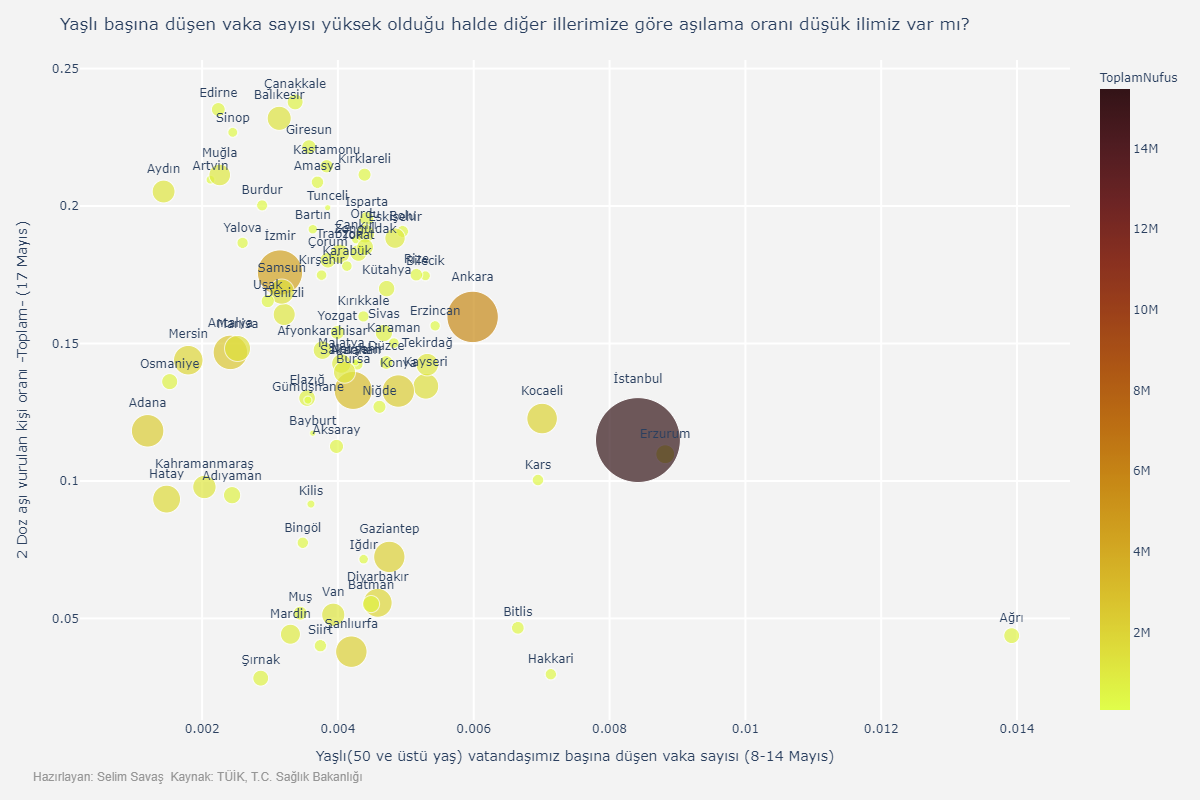 Yaşlı başına düşen vaka sayısı yüksek olduğu halde diğer illerimize göre aşılama oranı düşük ilimiz var mı?
ToplamNufus
14M
12M
10M
8M
6M
4M
2M
2 Doz aşı vurulan kişi oranı -Toplam- (17 Mayıs)
0.25
0.2
0.15
0.1
0.05
Çanakkale
Edirne
Balıkesir
Sinop
Giresun
Kastamonu
Kırklareli
Muğla
Artvin
Amasya
Aydın
Burdur
Tunceli
Isparta
Bartın
Ordu
Bolu
Eskişehir
Yalova
İzmir
Çankırı
Zonguldak
Trabzon
Tokat
Çorum
Karabük
Kırşehir
Rize
Bilecik
Samsun
Kütahya
Ankara
Uşak
Denizli
Kırıkkale
Erzincan
Yozgat
Sivas
Antalya
Manisa
Mersin
Afyonkarahisar
Karaman
Malatya
Düzce
Tekirdağ
Sakarya
Osmaniye
Bursa
Konya
Kayseri
Elazığ
Gümüşhane
Niğde
Kocaeli
İstanbul
Adana
Bayburt
Aksaray
Erzurum
Kahramanmaraş
Hatay
Adıyaman
Kars
Kilis
Bingöl
Gaziantep
Iğdır
Diyarbakır
Batman
Muş
Van
Mardin
Siirt
Şanlıurfa
Bitlis
Ağrı
Şırnak
Hakkari
0.002
0.004
0.006
0.008
0.01
0.012
0.014
Yaşlı(50 ve üstü yaş) vatandaşımız başına düşen vaka sayısı (8-14 Mayıs)
Hazırlayan: Selim Savaş  Kaynak: TÜİK, T.C. Sağlık Bakanlığı